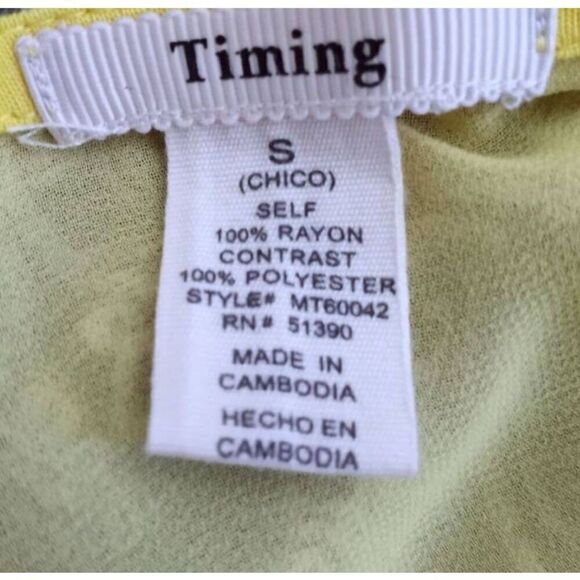 Timing
S
(CHICO)
SELF
100% RAYON
CONTRAST
100% POLYESTER
STYLE# MT60042
RN# 51390
MADE IN
CAMBODIA
HECHO EN
CAMBODIA